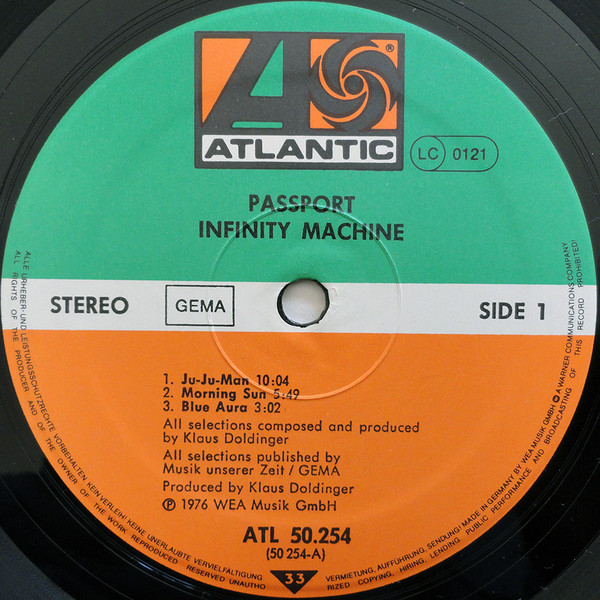 ATLANTIC ®
LC 0121
PASSPORT
INFINITY MACHINE
STEREO GEMA SIDE 1
1. Ju-Ju-Man 10:04
2. Morning Sun 5:49
3. Blue Aura 3:02
All selections composed and produced
by Klaus Doldinger
All selections published by
Musik unserer Zeit / GEMA
Produced by Klaus Doldinger
℗ 1976 WEA Musik GmbH
ATL 50.254
(50 254-A)
33
ALLE URHEBER- UND LEISTUNGSSCHUTZRECHTE VORBEHALTEN KEIN VERLEIH! KEINE UNERLAUBTE VERVIELFÄLTIGUNG, VERMIETUNG, AUFFÜHRUNG, SENDUNG! MADE IN GERMANY BY WEA MUSIK GMBH A WARNER COMMUNICATIONS COMPANY
ALL RIGHTS OF THE PRODUCER AND OF THE OWNER OF THE WORK REPRODUCED RESERVED UNAUTHORIZED COPYING, HIRING, LENDING, PUBLIC PERFORMANCE AND BROADCASTING OF THIS RECORD PROHIBITED!